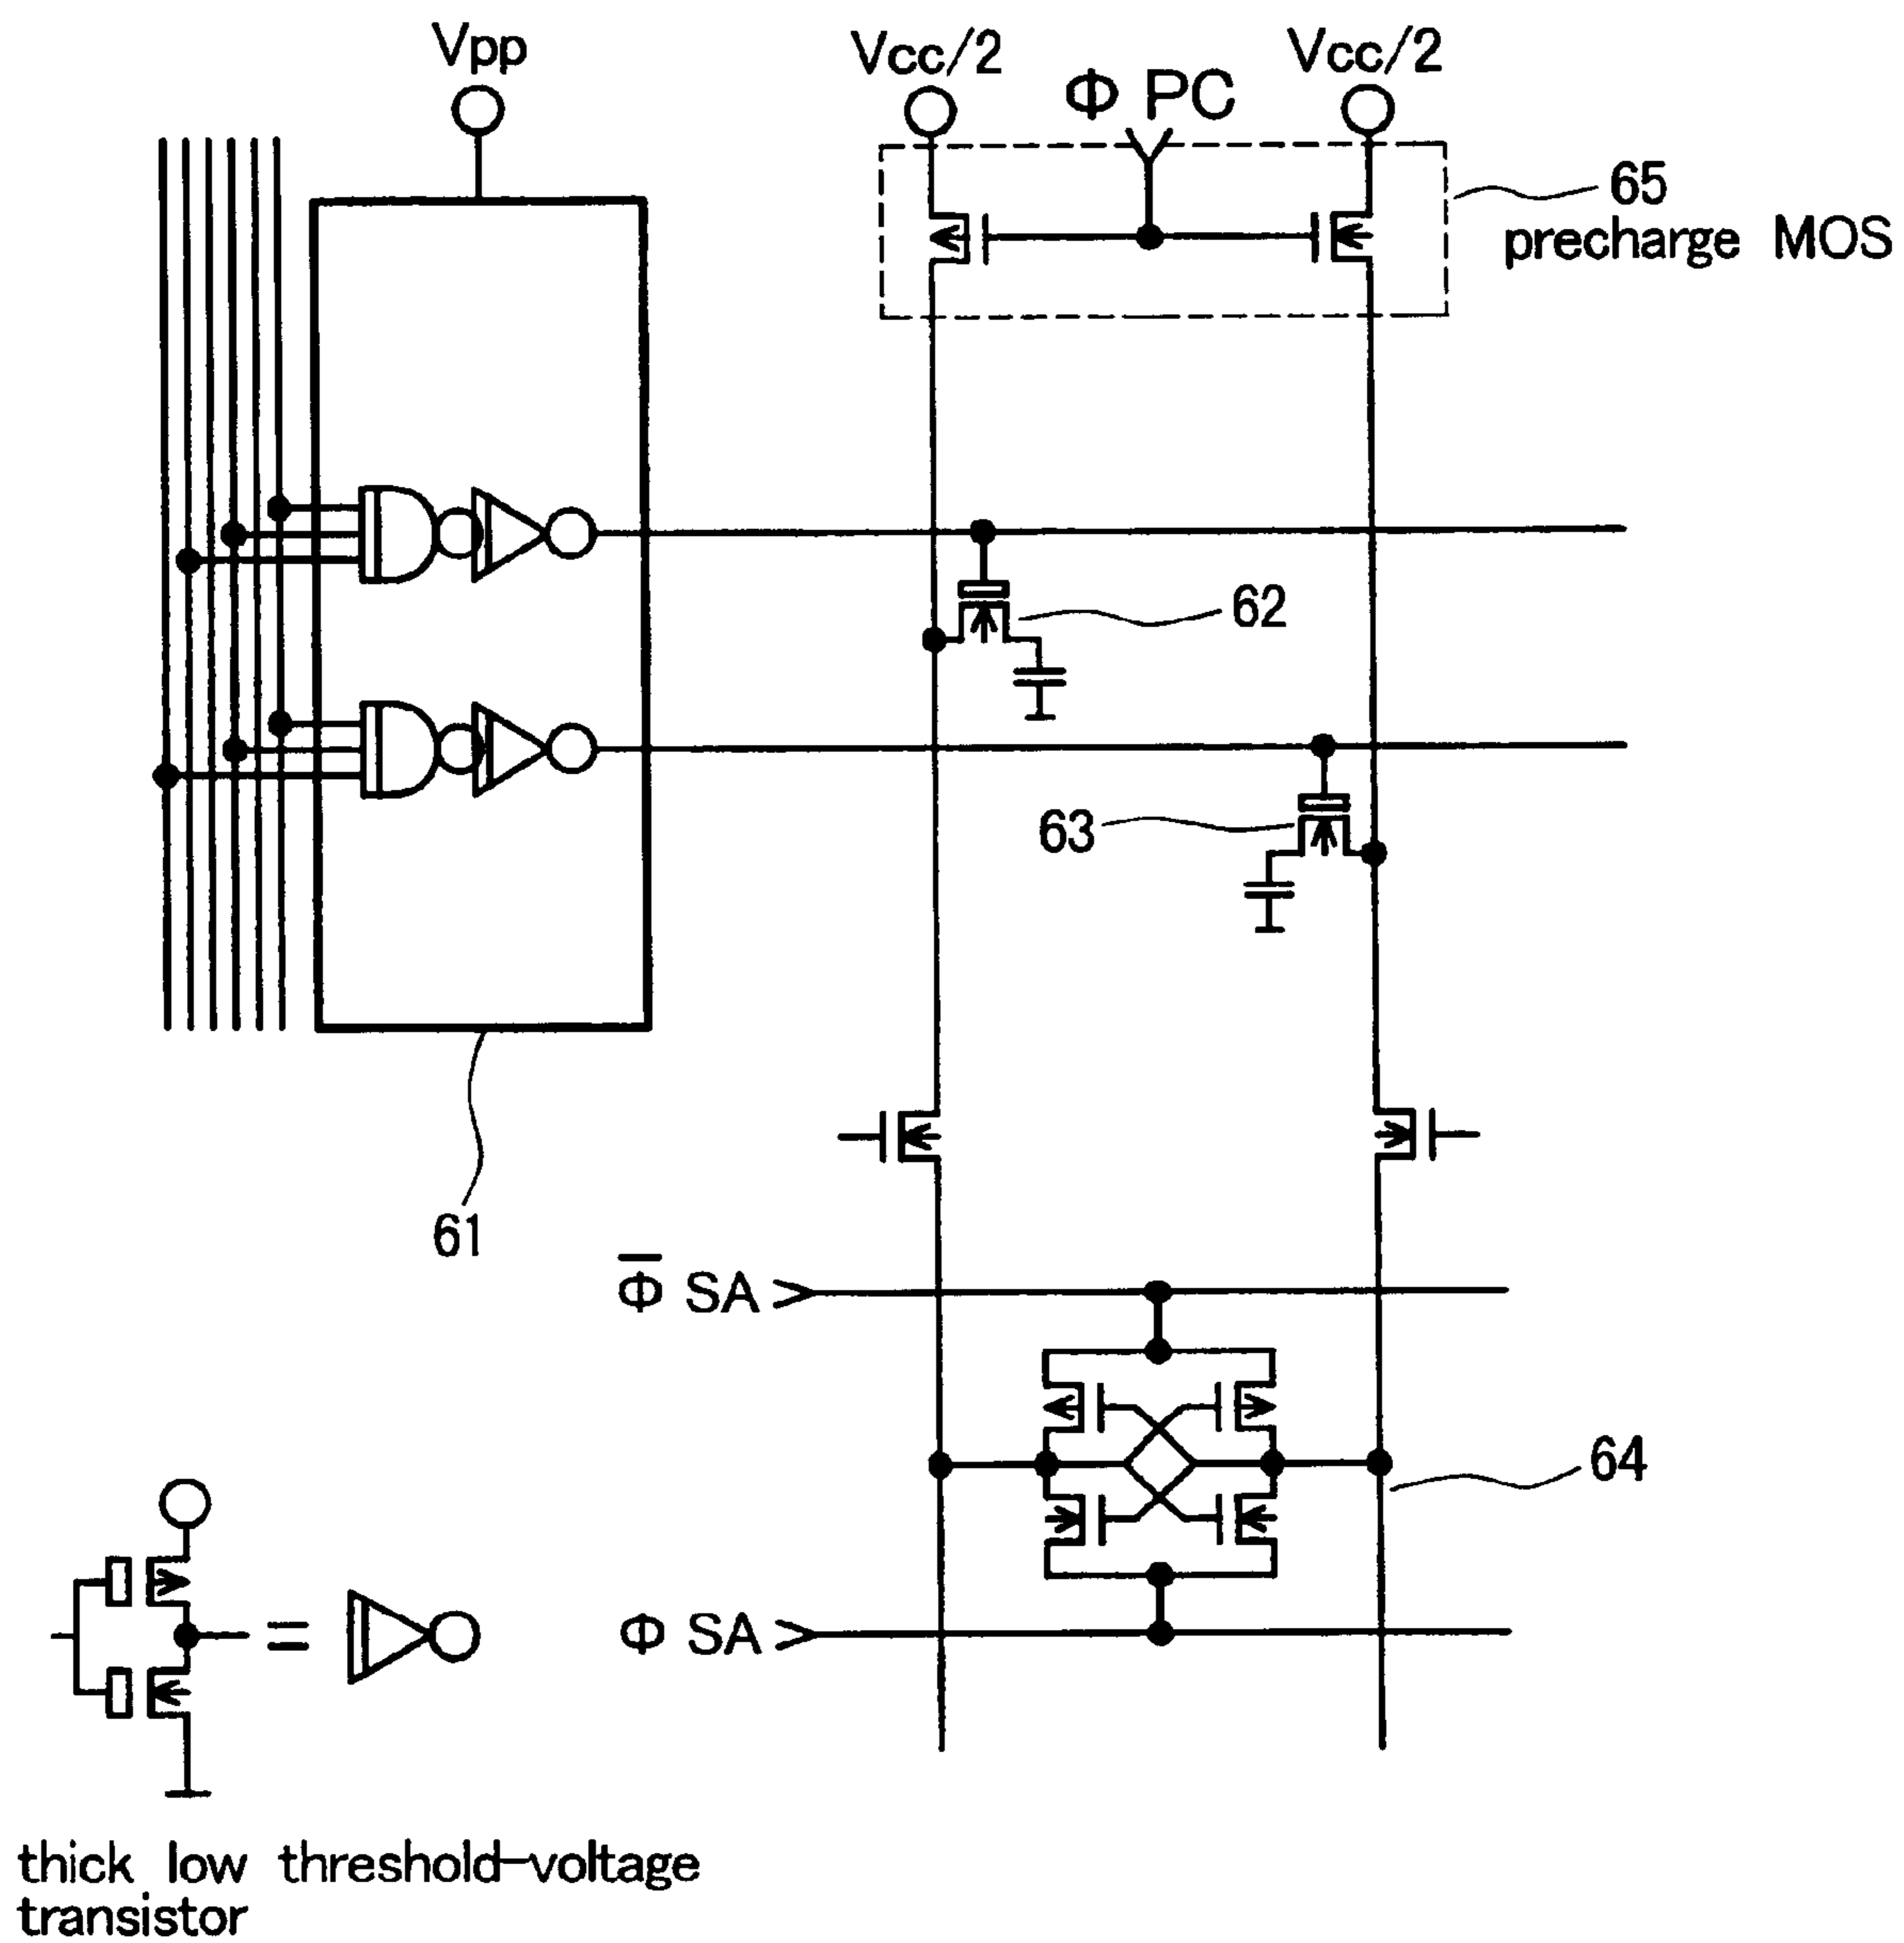 Vpp
Vcc/2
Φ PC
Vcc/2
65
precharge MOS
62
63
61
Φ̅ SA
64
=
Φ SA
thick low threshold-voltage
transistor